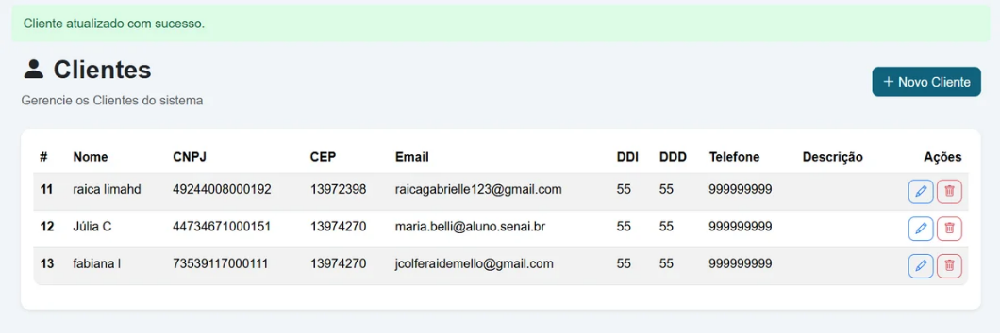 Cliente atualizado com sucesso.
Clientes
+ Novo Cliente
Gerencie os Clientes do sistema
# Nome CNPJ CEP Email DDI DDD Telefone Descrição Ações
11 raica limahd 49244008000192 13972398 raicagabrielle123@gmail.com 55 55 999999999
12 Júlia C 44734671000151 13974270 maria.belli@aluno.senai.br 55 55 999999999
13 fabiana l 73539117000111 13974270 jcolferaidemello@gmail.com 55 55 999999999